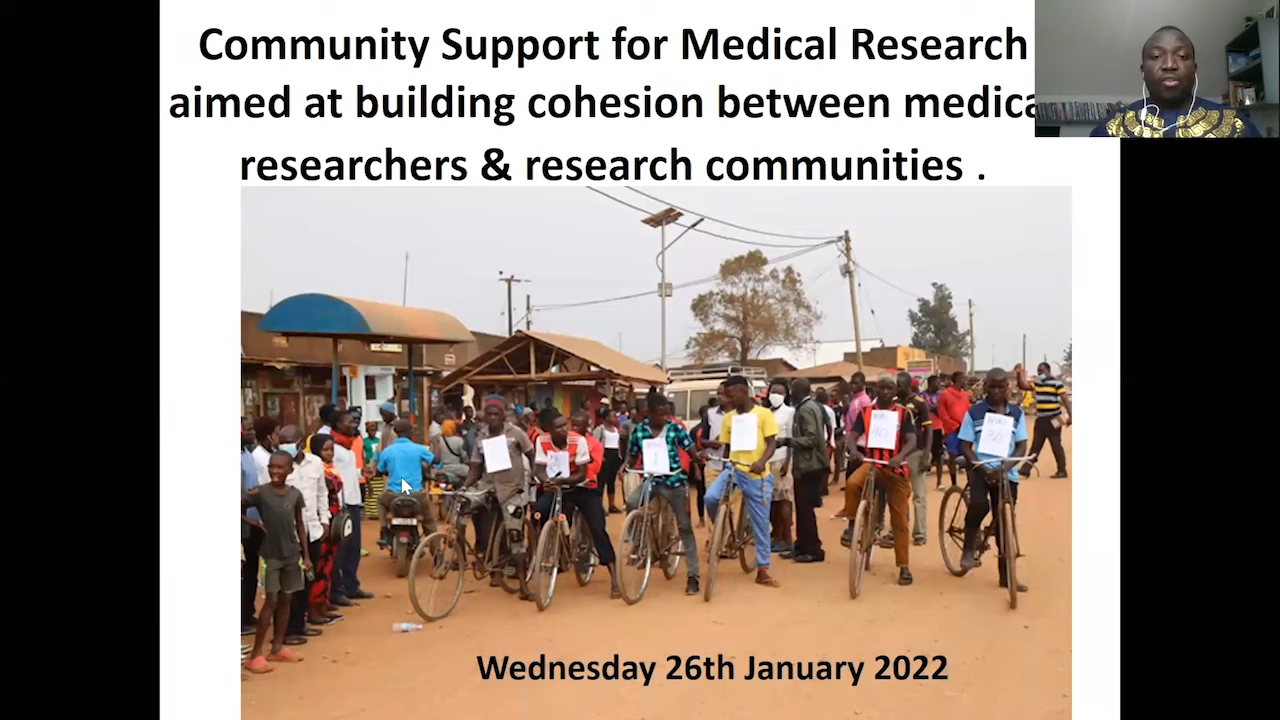 Community Support for Medical Research
aimed at building cohesion between medica
researchers & research communities .
Wednesday 26th January 2022